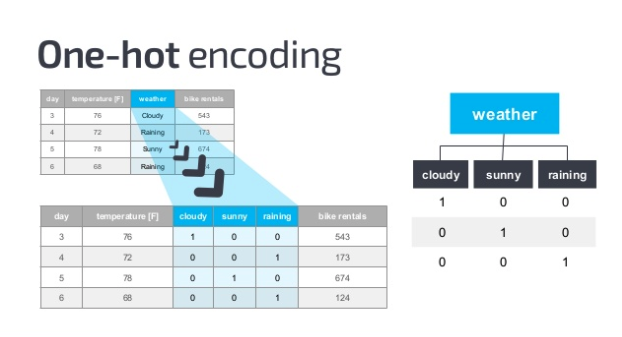 One-hot encoding
day temperature [F] weather bike rentals
3 76 Cloudy 543
4 72 Raining 173
5 78 Sunny 674
6 68 Raining
day temperature [F] cloudy sunny raining bike rentals
3 76 1 0 0 543
4 72 0 0 1 173
5 78 0 1 0 674
6 68 0 0 1 124
weather
cloudy sunny raining
1 0 0
0 1 0
0 0 1